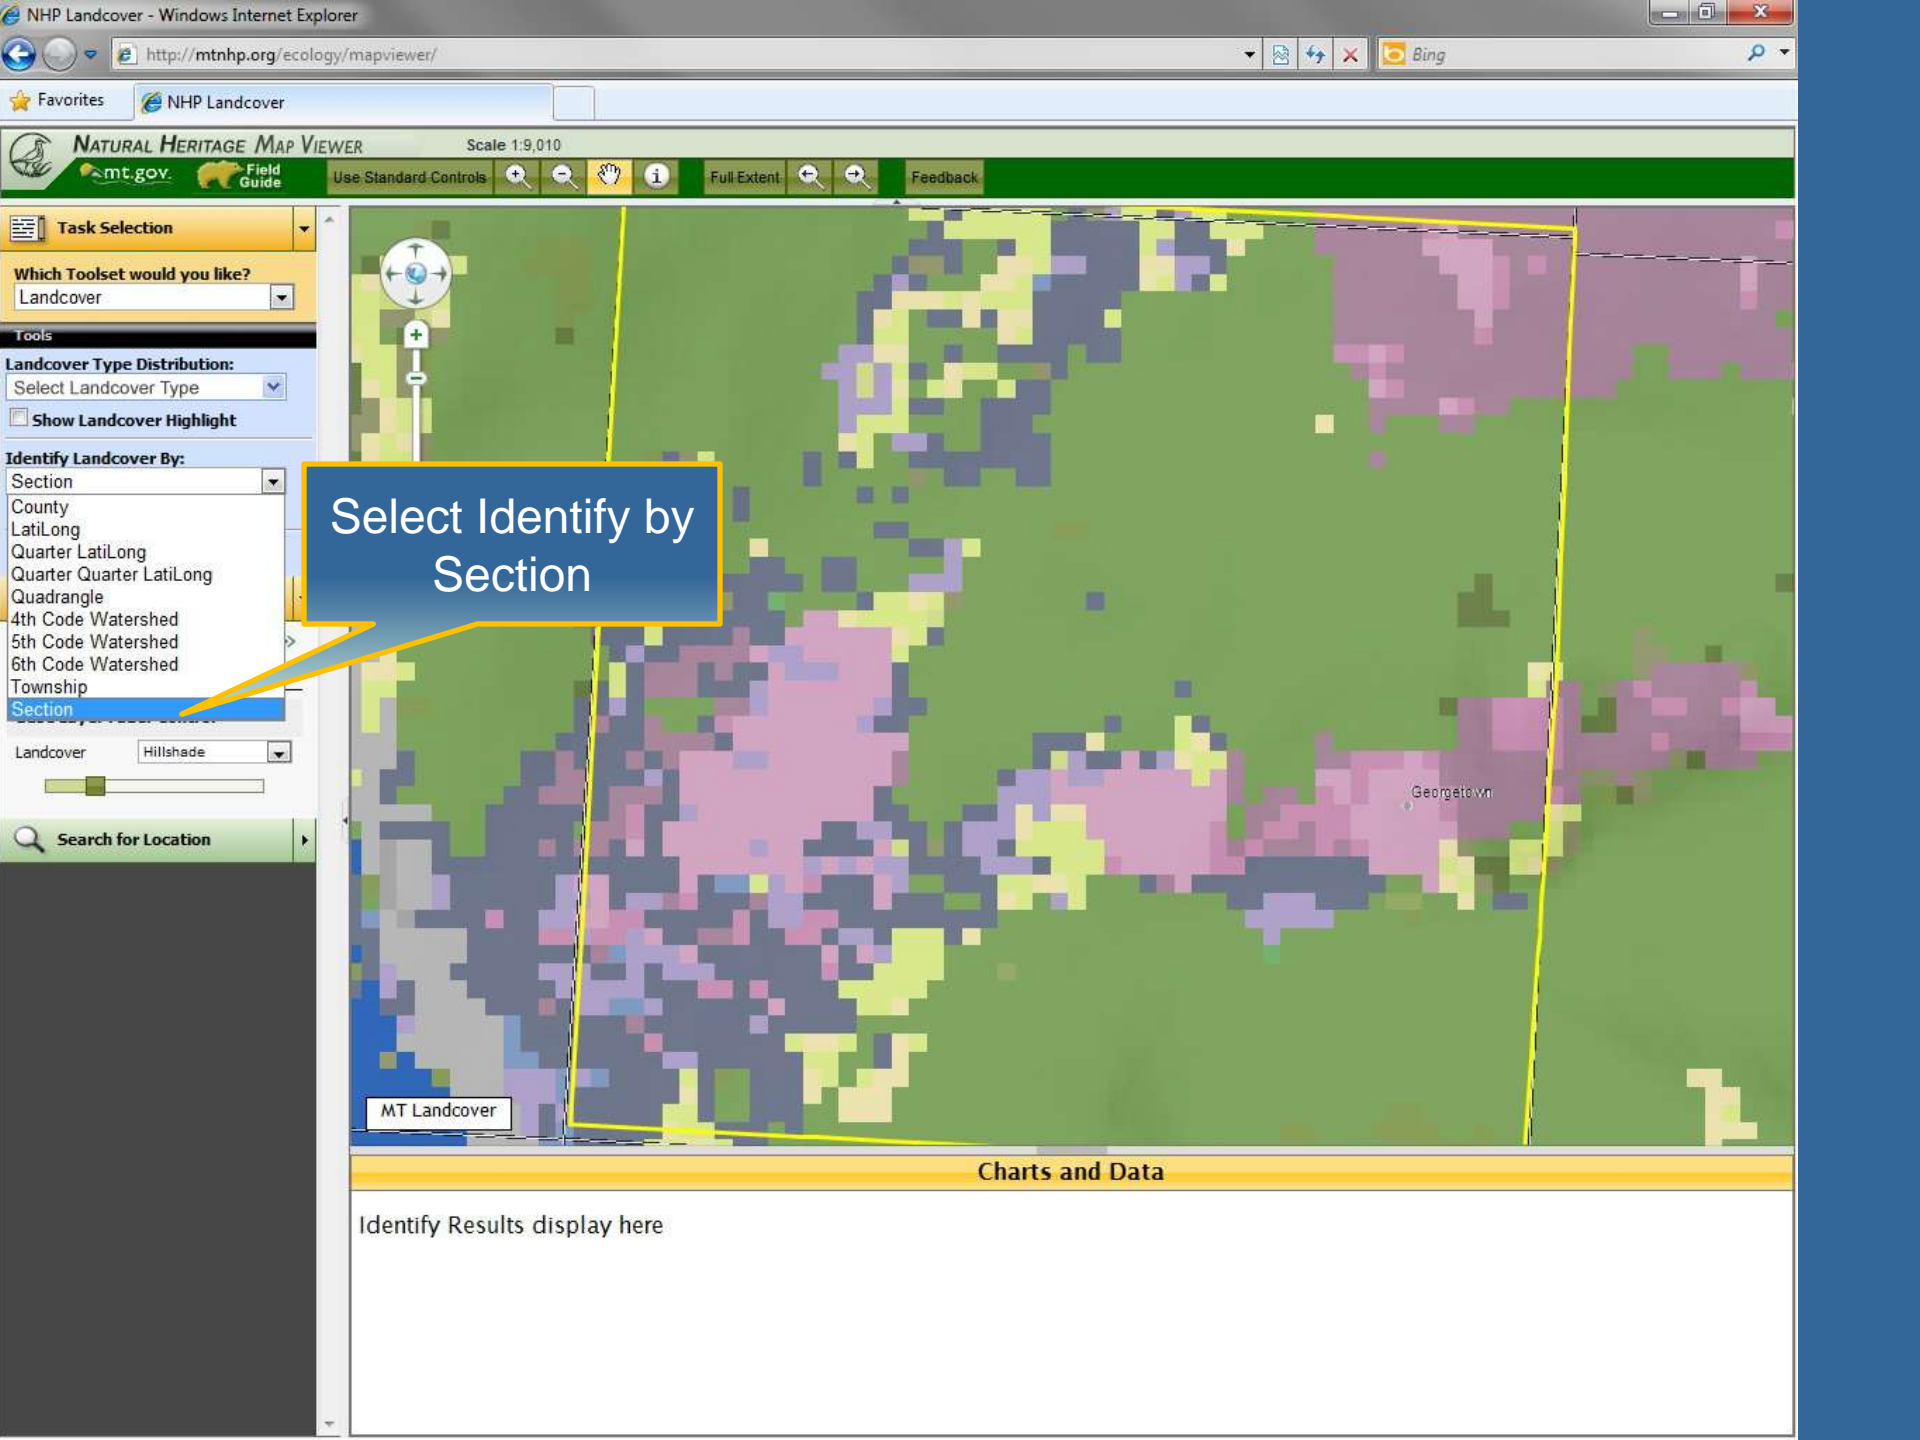 NHP Landcover - Windows Internet Explorer
http://mtnhp.org/ecology/mapviewer/
Bing
Favorites
NHP Landcover
NATURAL HERITAGE MAP VIEWER
Scale 1:9,010
mt.gov.
Field
Guide
Use Standard Controls
Full Extent
Feedback
Task Selection
Which Toolset would you like?
Landcover
Tools
Landcover Type Distribution:
Select Landcover Type
Show Landcover Highlight
Identify Landcover By:
Section
County
LatiLong
Quarter LatiLong
Quarter Quarter LatiLong
Quadrangle
4th Code Watershed
5th Code Watershed
6th Code Watershed
Township
Section
Landcover
Hillshade
Search for Location
Select Identify by
Section
Georgetown
MT Landcover
Charts and Data
Identify Results display here